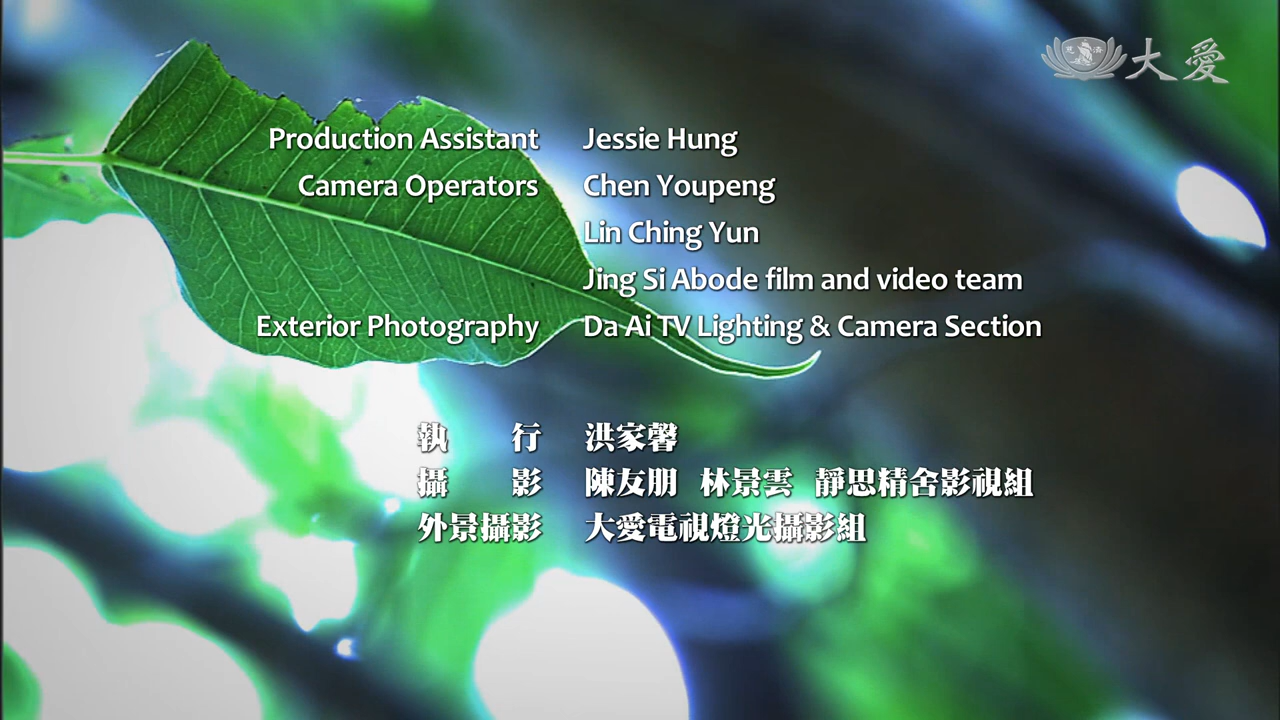 大愛
Production Assistant Jessie Hung
Camera Operators Chen Youpeng
Lin Ching Yun
Jing Si Abode film and video team
Exterior Photography Da Ai TV Lighting & Camera Section
執 行 洪家馨
攝 影 陳友朋 林景雲 靜思精舍影視組
外景攝影 大愛電視燈光攝影組